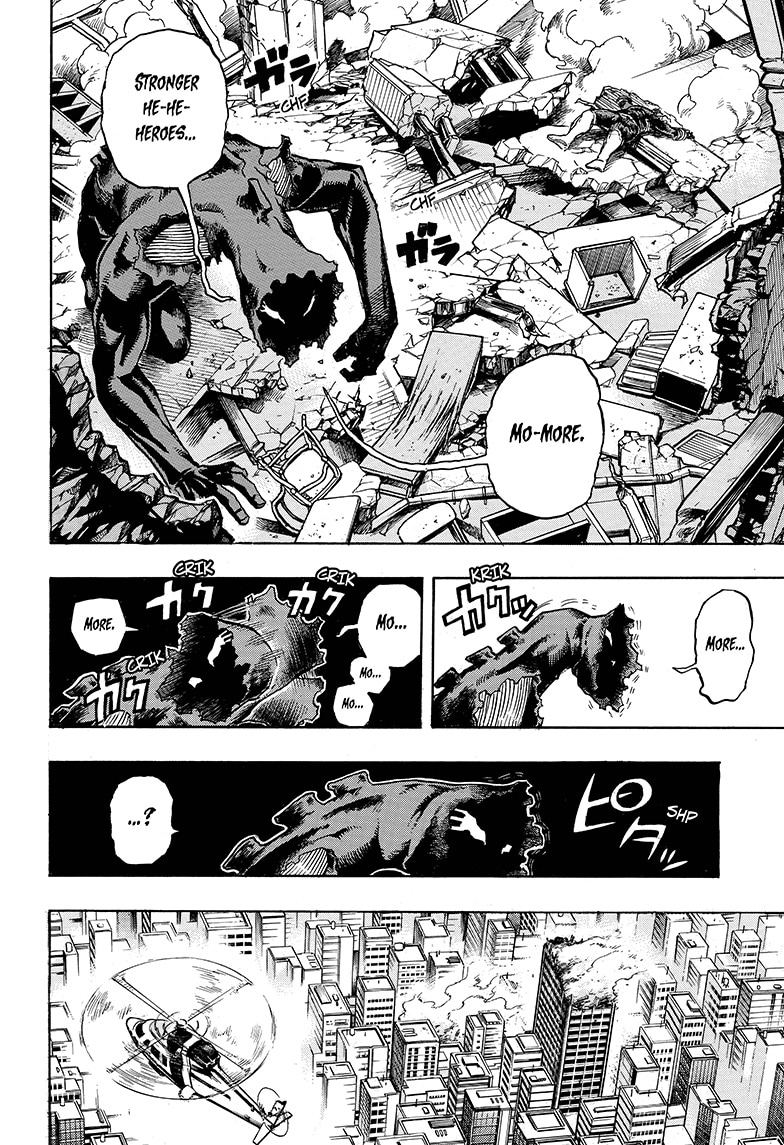 ガラ
CHF
STRONGER
HE-HE-
HEROES...
CHF
ガラ
MO-MORE.
KRIK
カクッ
MORE...
CRIK
カク
CRIK
カク
MO...
MO...
MO...
MORE.
CRIK
カク
ピタッ
SHP
...?